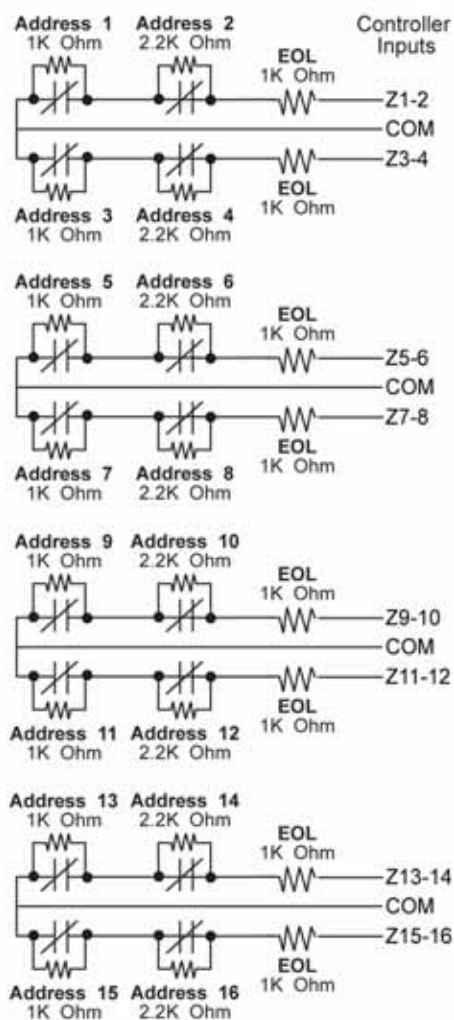 Address 1 Address 2 Controller
1K Ohm 2.2K Ohm Inputs
EOL
1K Ohm
Z1-2
COM
Z3-4
EOL
Address 3 Address 4 1K Ohm
1K Ohm 2.2K Ohm
Address 5 Address 6
1K Ohm 2.2K Ohm
EOL
1K Ohm
Z5-6
COM
Z7-8
EOL
Address 7 Address 8 1K Ohm
1K Ohm 2.2K Ohm
Address 9 Address 10
1K Ohm 2.2K Ohm
EOL
1K Ohm
Z9-10
COM
Z11-12
EOL
Address 11 Address 12 1K Ohm
1K Ohm 2.2K Ohm
Address 13 Address 14
1K Ohm 2.2K Ohm
EOL
1K Ohm
Z13-14
COM
Z15-16
EOL
Address 15 Address 16 1K Ohm
1K Ohm 2.2K Ohm